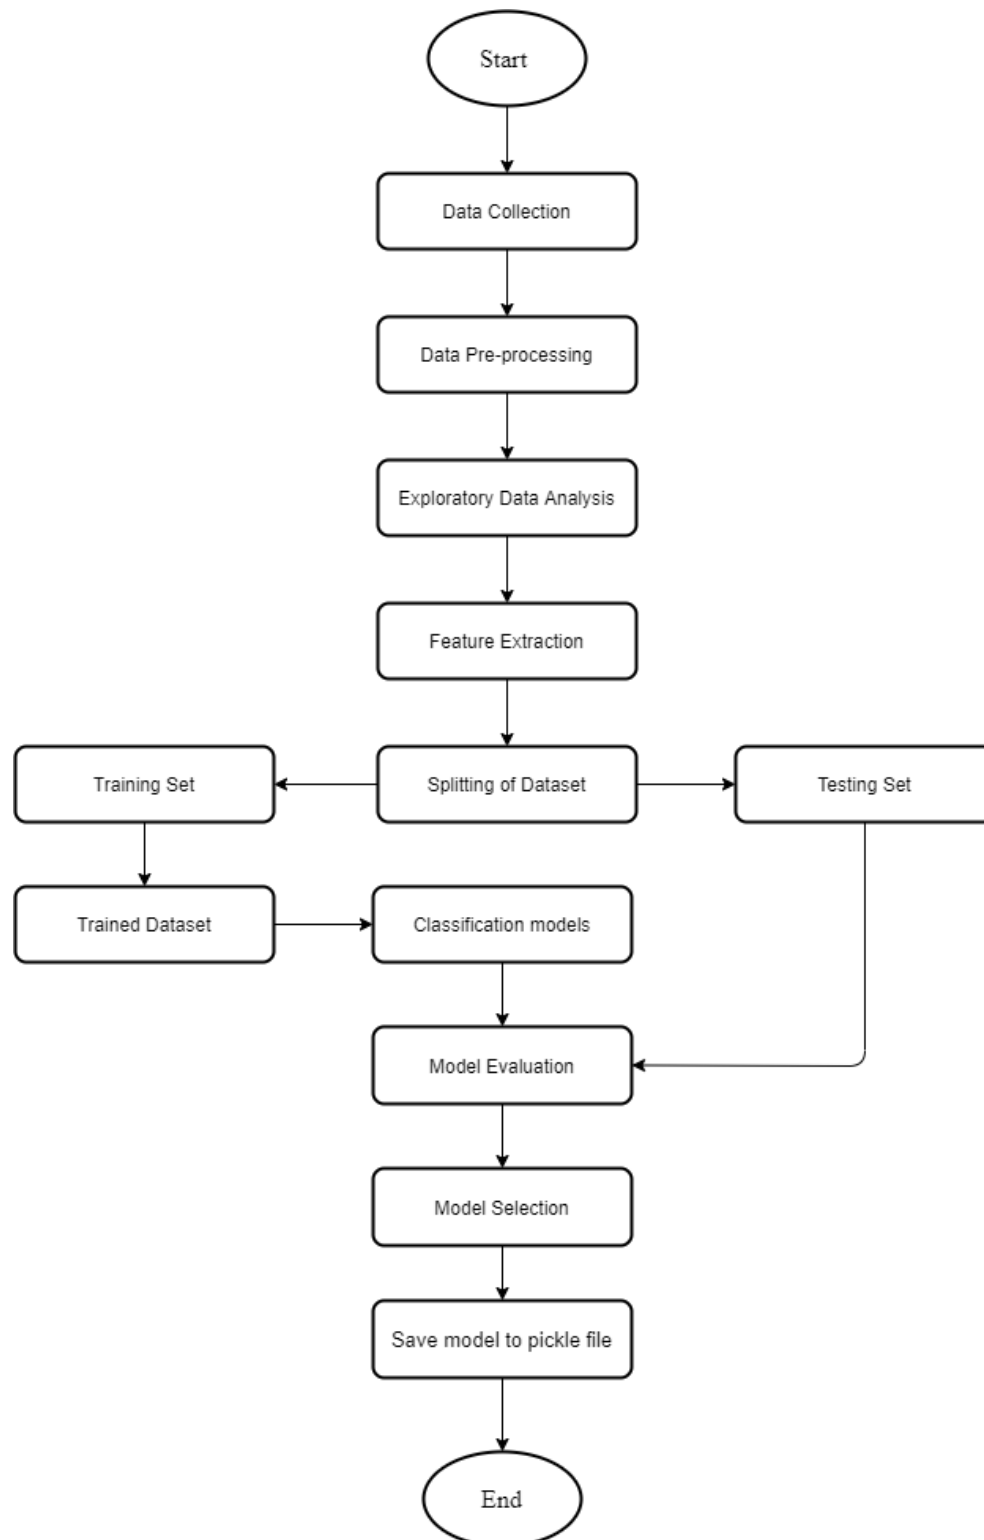 Start
Data Collection
Data Pre-processing
Exploratory Data Analysis
Feature Extraction
Training Set
Splitting of Dataset
Testing Set
Trained Dataset
Classification models
Model Evaluation
Model Selection
Save model to pickle file
End